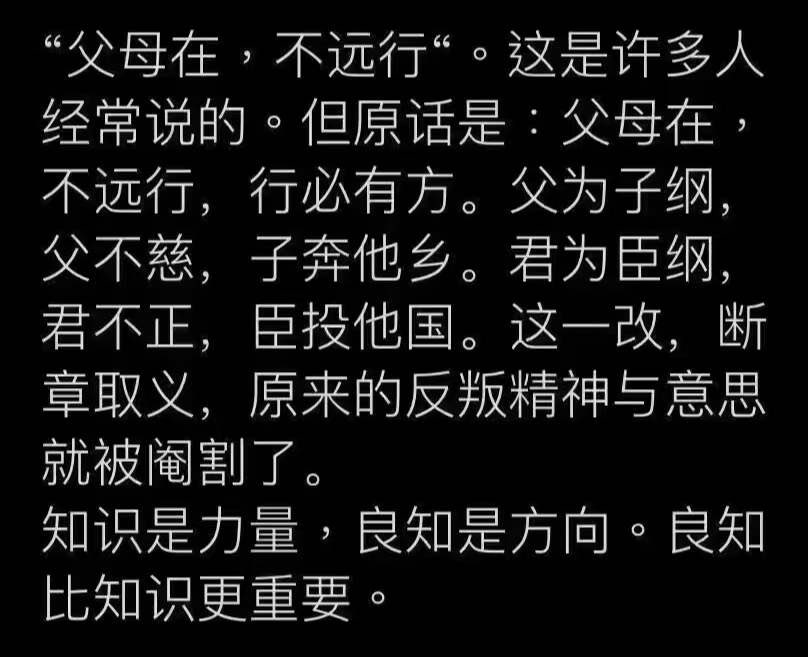 “父母在，不远行“。这是许多人
经常说的。但原话是：父母在，
不远行，行必有方。父为子纲，
父不慈，子奔他乡。君为臣纲，
君不正，臣投他国。这一改，断
章取义，原来的反叛精神与意思
就被阉割了。
知识是力量，良知是方向。良知
比知识更重要。